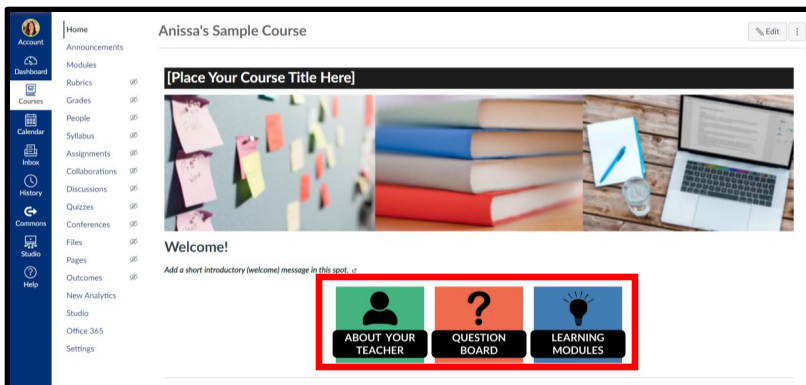 Account
Dashboard
Courses
Calendar
Inbox
History
Commons
Studio
Help
Home
Announcements
Modules
Rubrics
Grades
People
Syllabus
Assignments
Collaborations
Discussions
Quizzes
Conferences
Files
Pages
Outcomes
New Analytics
Studio
Office 365
Settings
Anissa's Sample Course
Edit
[Place Your Course Title Here]
Welcome!
Add a short introductory (welcome) message in this spot.
ABOUT YOUR
TEACHER
QUESTION
BOARD
LEARNING
MODULES